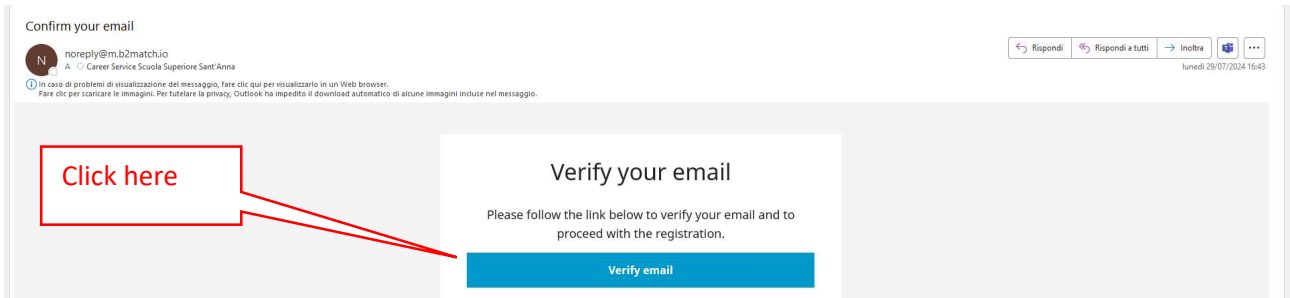 Confirm your email
N
noreply@m.b2match.io
A Career Service Scuola Superiore Sant'Anna
Rispondi
Rispondi a tutti
Inoltra
lunedì 29/07/2024 16:43
In caso di problemi di visualizzazione del messaggio, fare clic qui per visualizzarlo in un Web browser.
Fare clic per scaricare le immagini. Per tutelare la privacy, Outlook ha impedito il download automatico di alcune immagini incluse nel messaggio.
Click here
Verify your email
Please follow the link below to verify your email and to
proceed with the registration.
Verify email